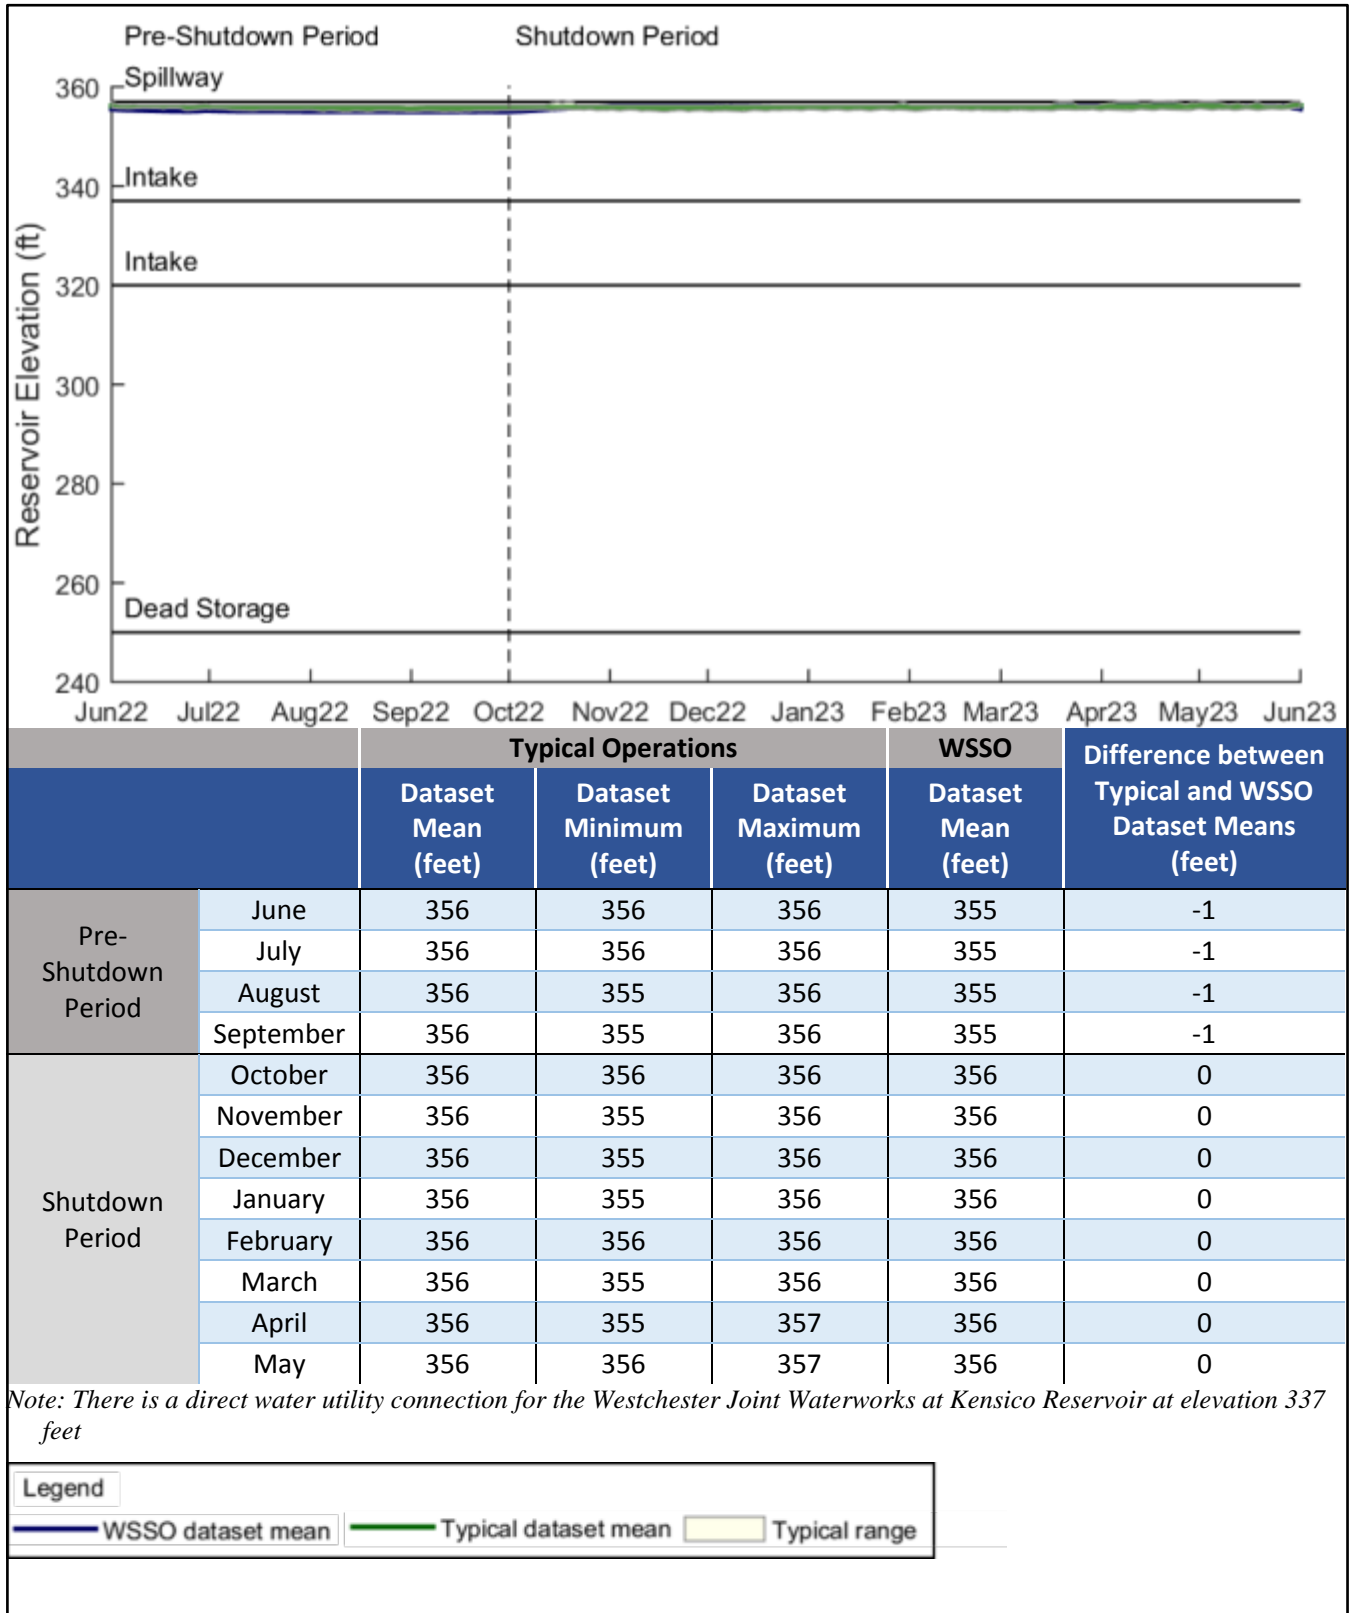 Pre-Shutdown Period Shutdown Period
360 Spillway
340 Intake
Intake
320
Reservoir Elevation (ft)
300
280
260
Dead Storage
240
Jun22 Jul22 Aug22 Sep22 Oct22 Nov22 Dec22 Jan23 Feb23 Mar23 Apr23 May23 Jun23
Typical Operations WSSO Difference between Typical and WSSO Dataset Means (feet)
Dataset Mean (feet) Dataset Minimum (feet) Dataset Maximum (feet) Dataset Mean (feet)
Pre-Shutdown Period
June 356 356 356 355 -1
July 356 356 356 355 -1
August 356 355 356 355 -1
September 356 355 356 355 -1
Shutdown Period
October 356 356 356 356 0
November 356 355 356 356 0
December 356 355 356 356 0
January 356 355 356 356 0
February 356 356 356 356 0
March 356 355 356 356 0
April 356 355 357 356 0
May 356 356 357 356 0
Note: There is a direct water utility connection for the Westchester Joint Waterworks at Kensico Reservoir at elevation 337
feet
Legend
WSSO dataset mean Typical dataset mean Typical range